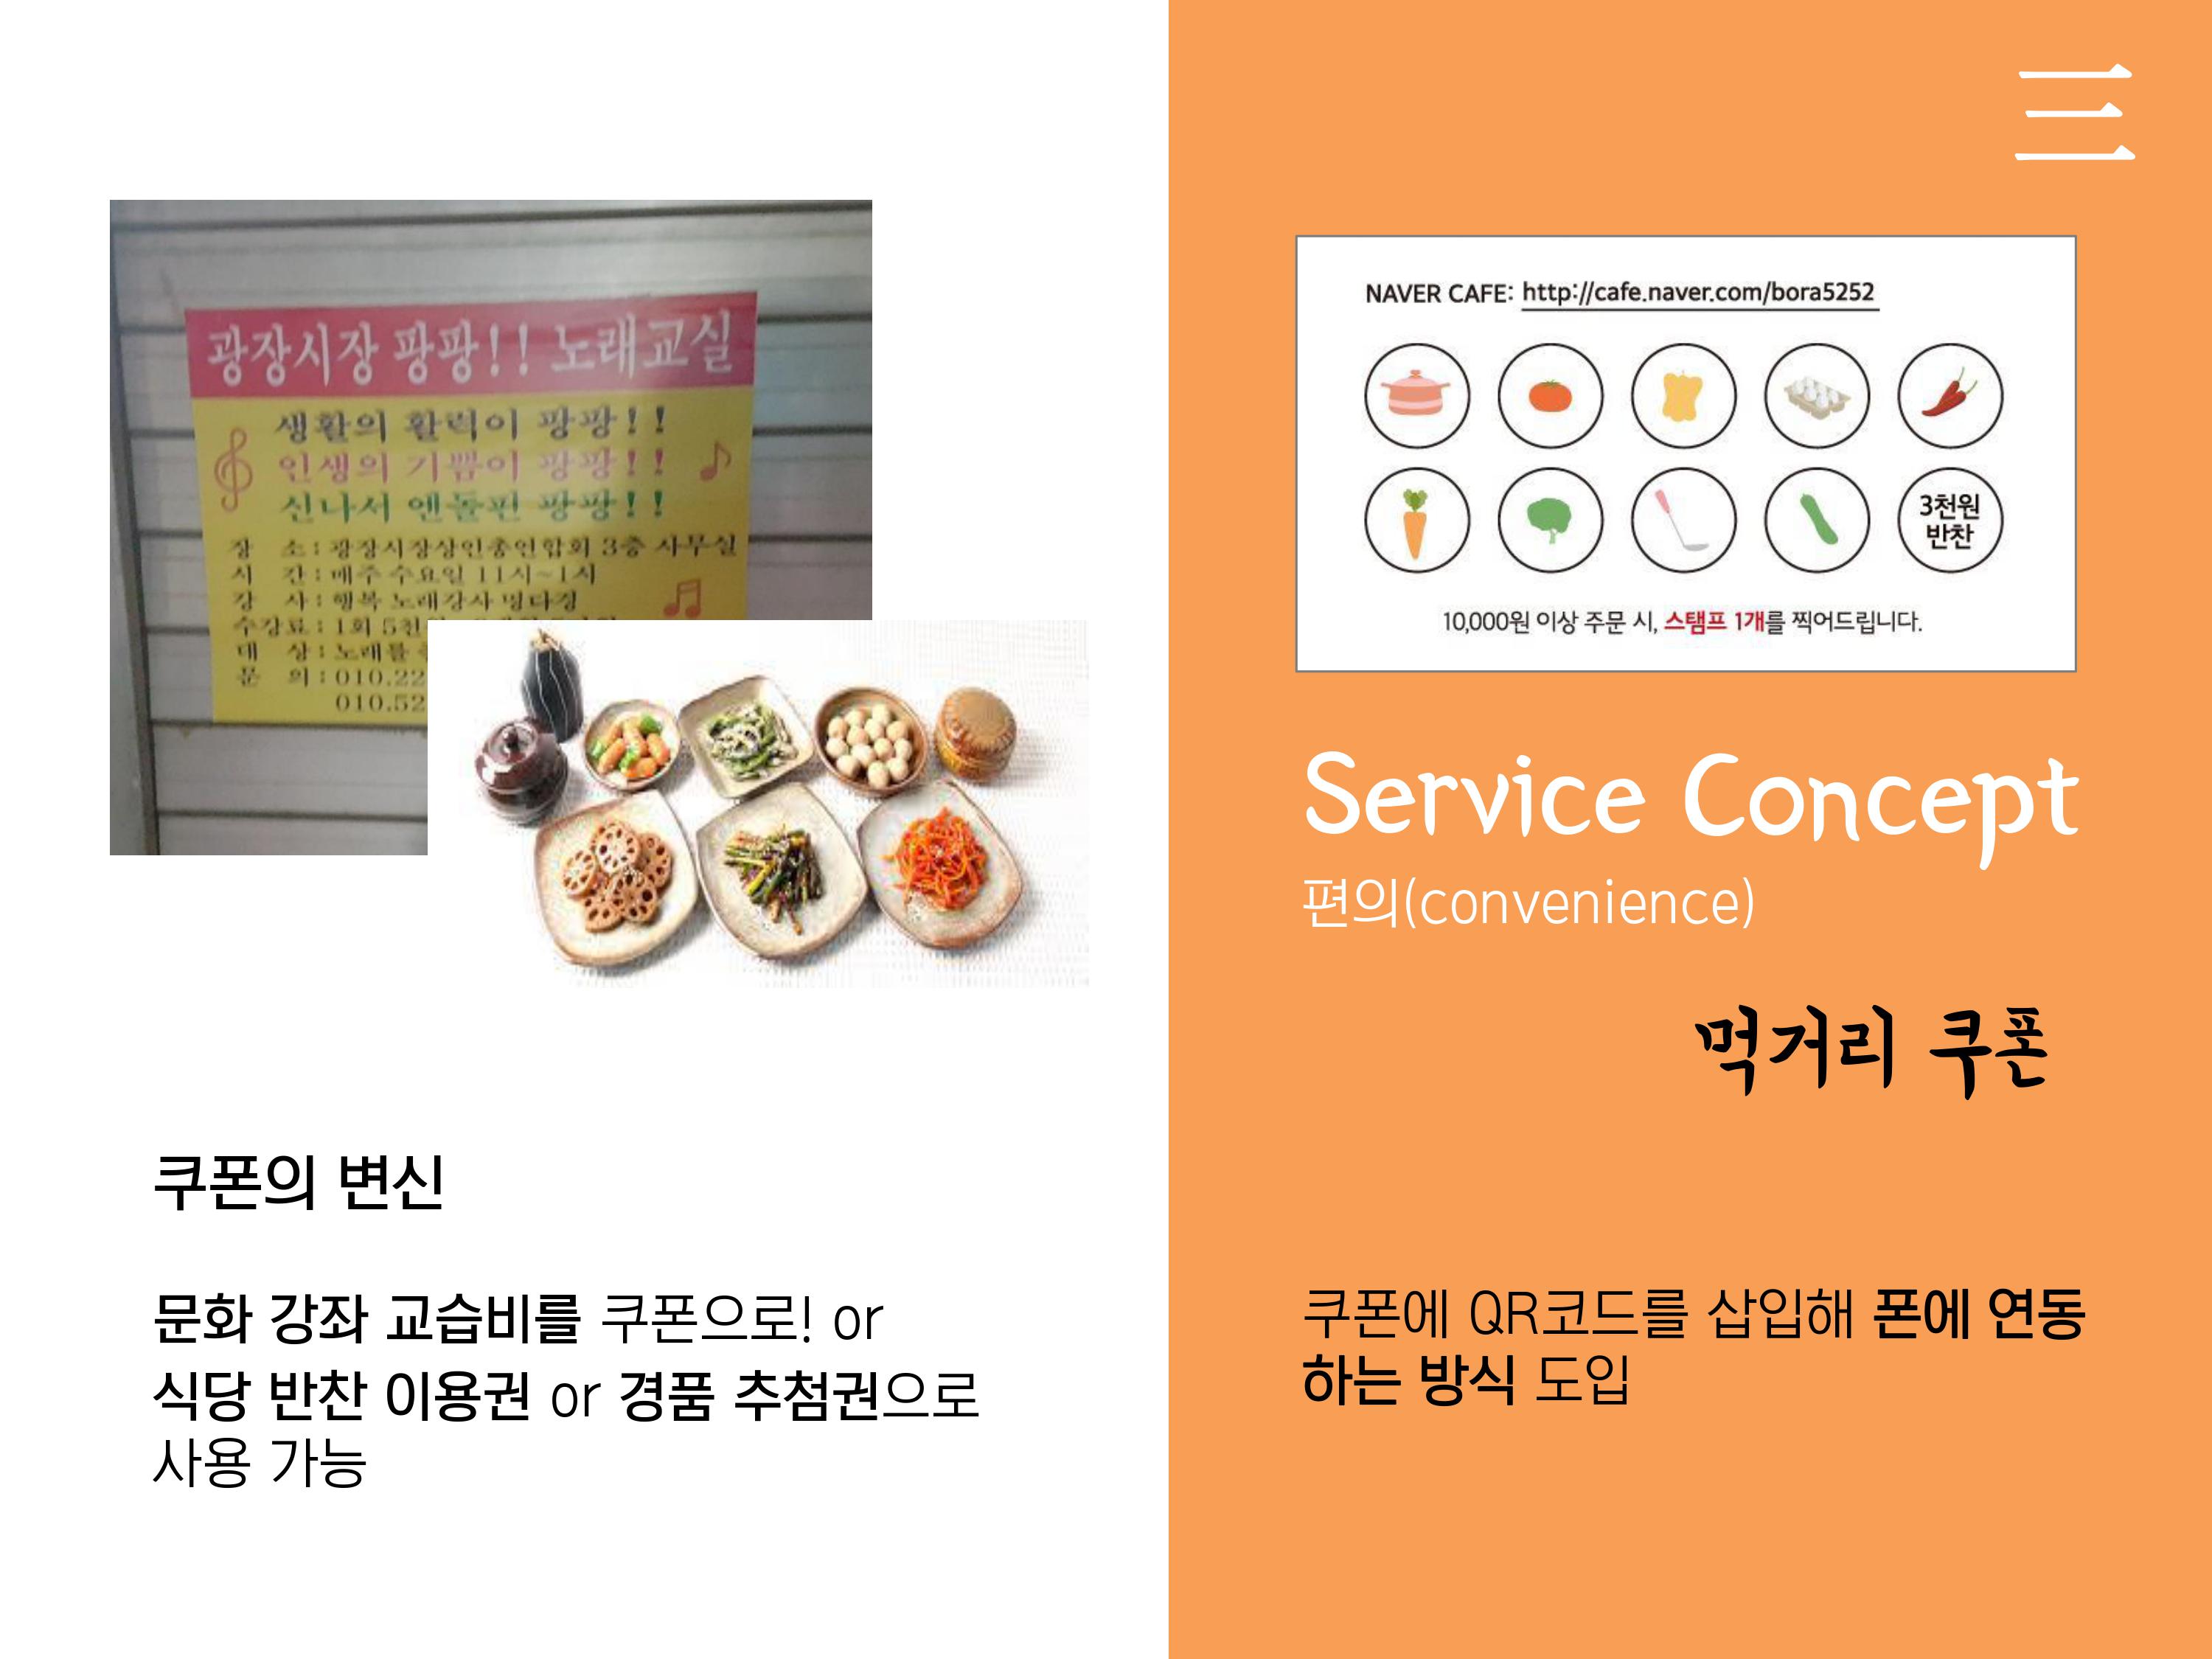 광장시장 팡팡!! 노래교실
생활의 활력이 팡팡!!
인생의 기쁨이 팡팡!!
신나서 엔돌핀 팡팡!!
장 소 : 광장시장상인총연합회 3층 사무실
시 간 : 매주 수요일 11시~1시
강 사 : 행복 노래강사 명다경
수강료 : 1회 5천
대 상 : 노래를
문 의 : 010.22
010.52
쿠폰의 변신
문화 강좌 교습비를 쿠폰으로! or
식당 반찬 이용권 or 경품 추첨권으로
사용 가능
三
NAVER CAFE: http://cafe.naver.com/bora5252
3천원
반찬
10,000원 이상 주문 시, 스탬프 1개를 찍어드립니다.
Service Concept
편의(convenience)
먹거리 쿠폰
쿠폰에 QR코드를 삽입해 폰에 연동
하는 방식 도입